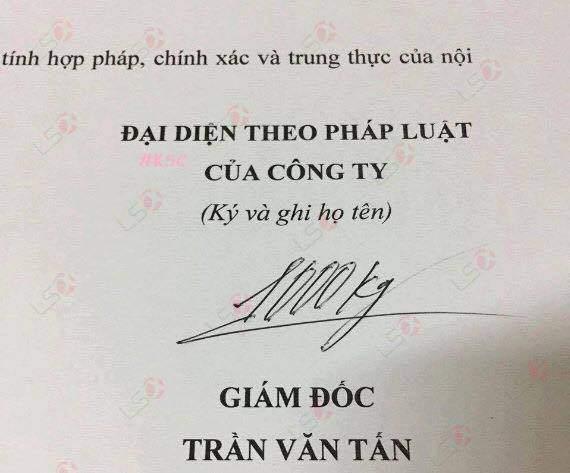 tính hợp pháp, chính xác và trung thực của nội
ĐẠI DIỆN THEO PHÁP LUẬT
#KSC
CỦA CÔNG TY
(Ký và ghi họ tên)
1000kg
GIÁM ĐỐC
TRẦN VĂN TẤN